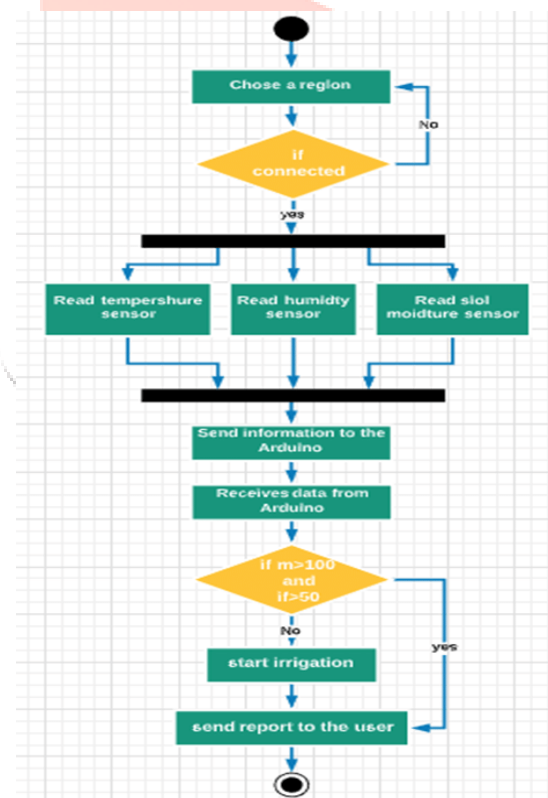 Chose a region
No
if
connected
yes
Read tempershure
sensor
Read humidty
sensor
Read siol
moidture sensor
Send information to the
Arduino
Receives data from
Arduino
if m>100
and
if>50
No
yes
start irrigation
send report to the user